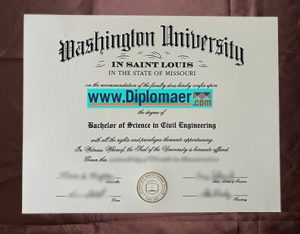 Washington University
IN SAINT LOUIS
IN THE STATE OF MISSOURI
on the recommendation of the faculty does hereby confer upon
www.Diplomaer.com
the degree of
Bachelor of Science in Civil Engineering
with all the rights and privileges thereunto appertaining.
In Witness Whereof, the Seal of the University is hereunto affixed.
Given this